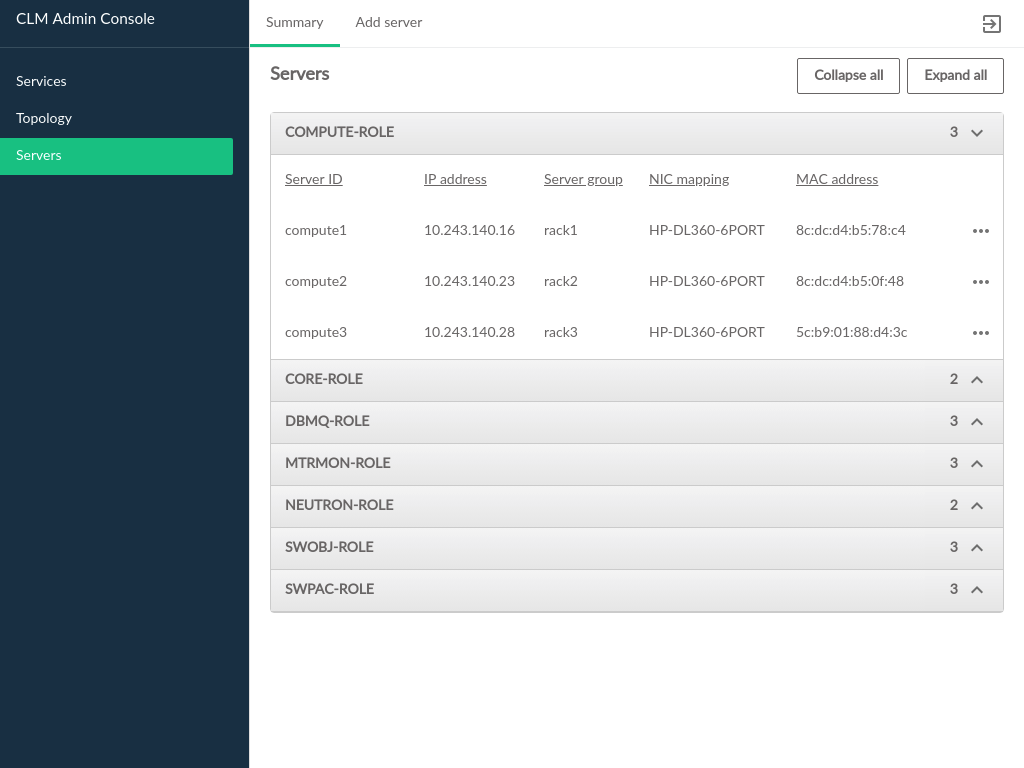 CLM Admin Console
Summary Add server
Services
Topology
Servers
Servers
Collapse all Expand all
COMPUTE-ROLE 3
Server ID IP address Server group NIC mapping MAC address
compute1 10.243.140.16 rack1 HP-DL360-6PORT 8c:dc:d4:b5:78:c4
compute2 10.243.140.23 rack2 HP-DL360-6PORT 8c:dc:d4:b5:0f:48
compute3 10.243.140.28 rack3 HP-DL360-6PORT 5c:b9:01:88:d4:3c
CORE-ROLE 2
DBMQ-ROLE 3
MTRMON-ROLE 3
NEUTRON-ROLE 2
SWOBJ-ROLE 3
SWPAC-ROLE 3